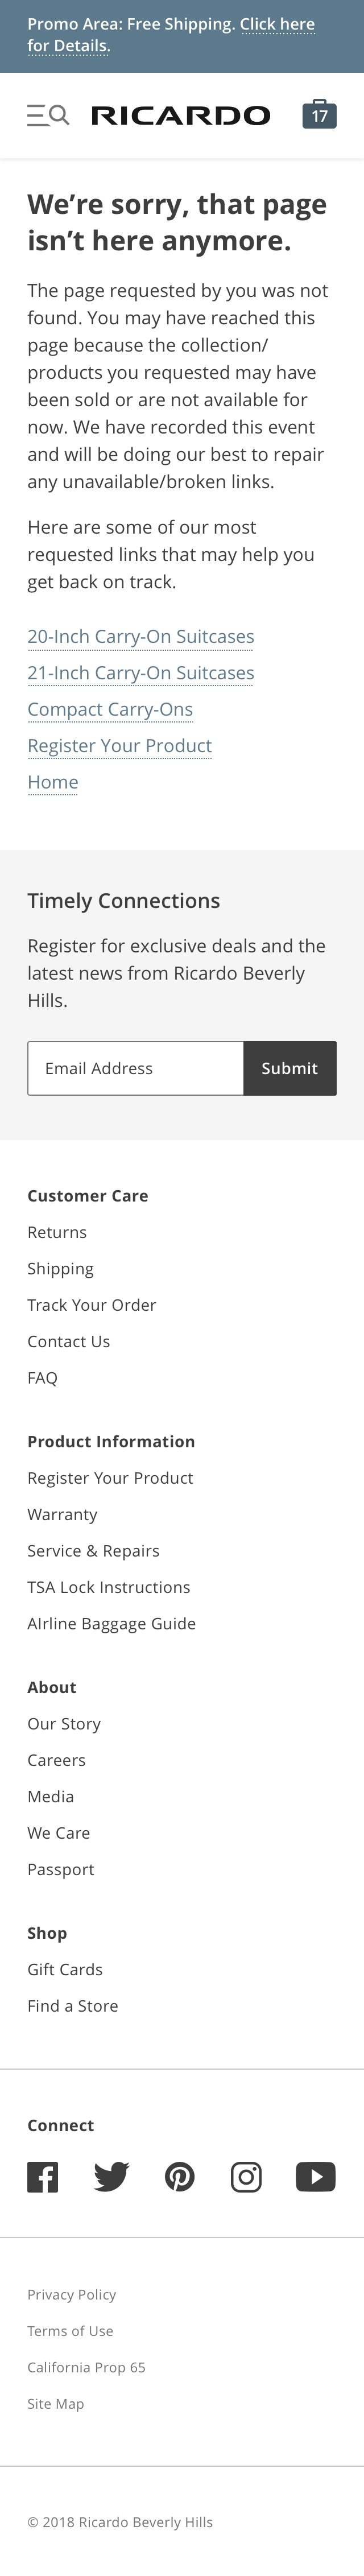 Promo Area: Free Shipping. Click here
for Details.
RICARDO
17
We’re sorry, that page
isn’t here anymore.
The page requested by you was not
found. You may have reached this
page because the collection/
products you requested may have
been sold or are not available for
now. We have recorded this event
and will be doing our best to repair
any unavailable/broken links.
Here are some of our most
requested links that may help you
get back on track.
20-Inch Carry-On Suitcases
21-Inch Carry-On Suitcases
Compact Carry-Ons
Register Your Product
Home
Timely Connections
Register for exclusive deals and the
latest news from Ricardo Beverly
Hills.
Email Address
Submit
Customer Care
Returns
Shipping
Track Your Order
Contact Us
FAQ
Product Information
Register Your Product
Warranty
Service & Repairs
TSA Lock Instructions
AIrline Baggage Guide
About
Our Story
Careers
Media
We Care
Passport
Shop
Gift Cards
Find a Store
Connect
Privacy Policy
Terms of Use
California Prop 65
Site Map
© 2018 Ricardo Beverly Hills